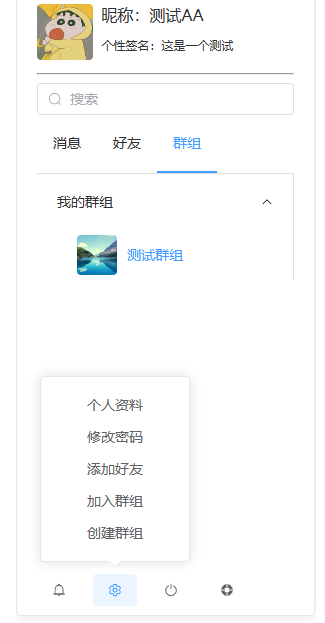 昵称：测试AA
个性签名：这是一个测试
搜索
消息 好友 群组
我的群组
测试群组
个人资料
修改密码
添加好友
加入群组
创建群组